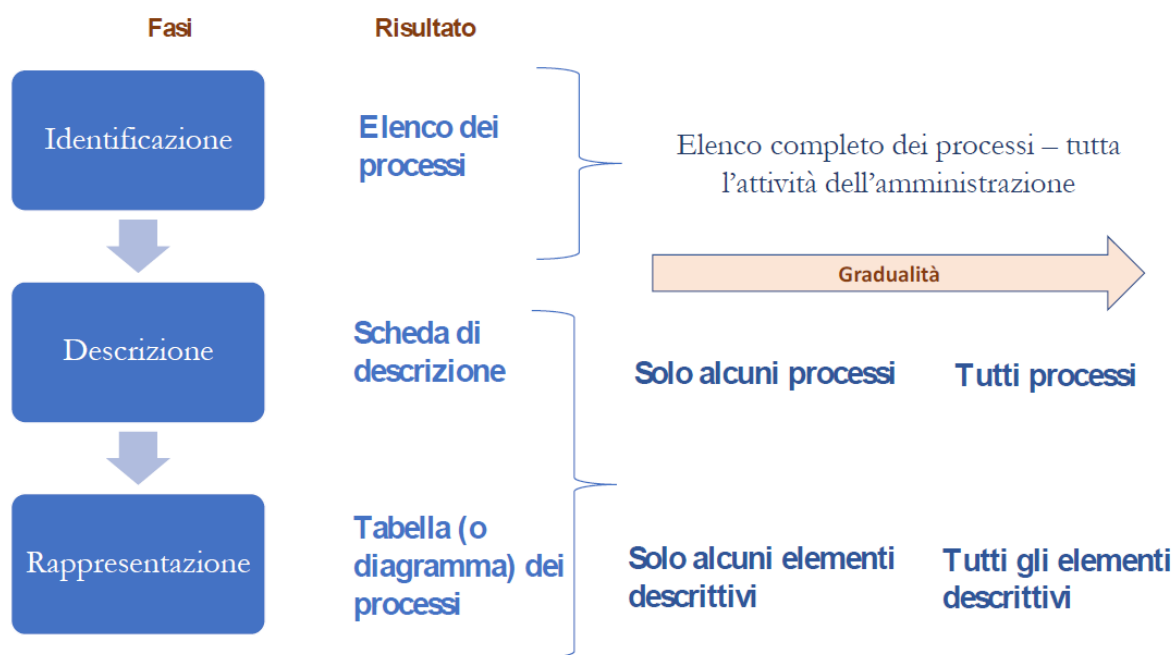 Fasi
Risultato
Identificazione
Elenco dei
processi
Elenco completo dei processi – tutta
l'attività dell'amministrazione
Gradualità
Descrizione
Scheda di
descrizione
Solo alcuni processi
Tutti processi
Rappresentazione
Tabella (o
diagramma) dei
processi
Solo alcuni elementi
descrittivi
Tutti gli elementi
descrittivi